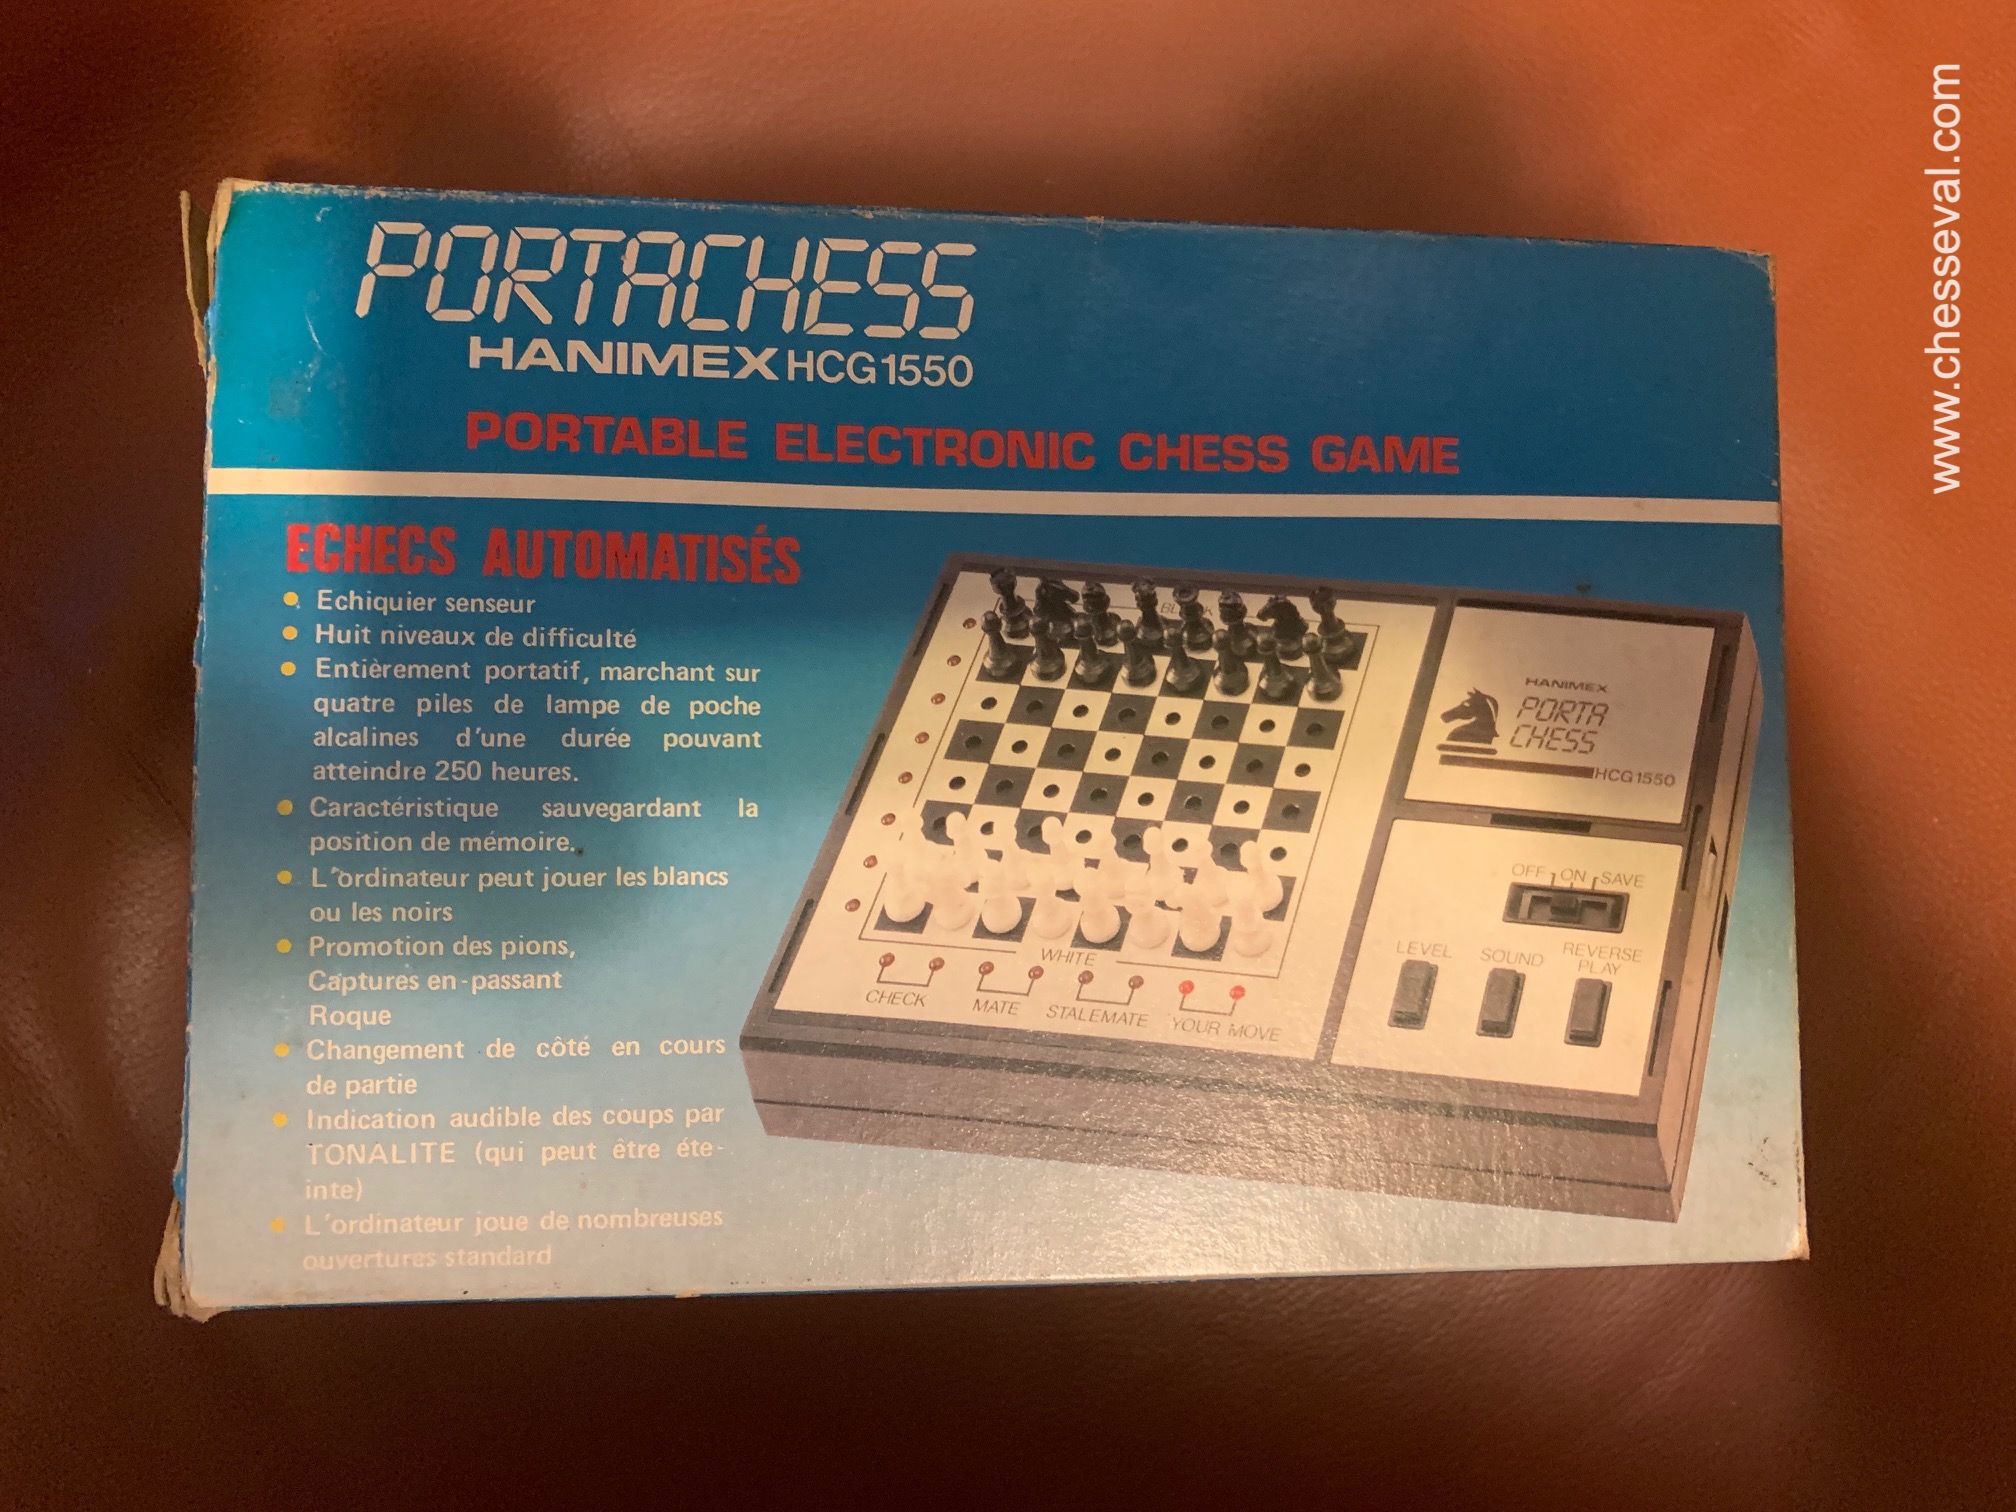 www.chesseval.com
PORTACHESS
HANIMEX HCG1550
PORTABLE ELECTRONIC CHESS GAME
ECHECS AUTOMATISÉS
Echiquier senseur
Huit niveaux de difficulté
Entièrement portatif, marchant sur
quatre piles de lampe de poche
alcalines d'une durée pouvant
atteindre 250 heures.
Caractéristique sauvegardant la
position de mémoire.
L'ordinateur peut jouer les blancs
ou les noirs
Promotion des pions,
Captures en-passant
Roque
Changement de côté en cours
de partie
Indication audible des coups par
TONALITE (qui peut être éte-
inte)
L'ordinateur joue de nombreuses
ouvertures standard
WHITE
CHECK
MATE
STALEMATE
YOUR MOVE
HANIMEX
PORTA
CHESS
HCG1550
OFF ON SAVE
LEVEL
SOUND
REVERSE
PLAY